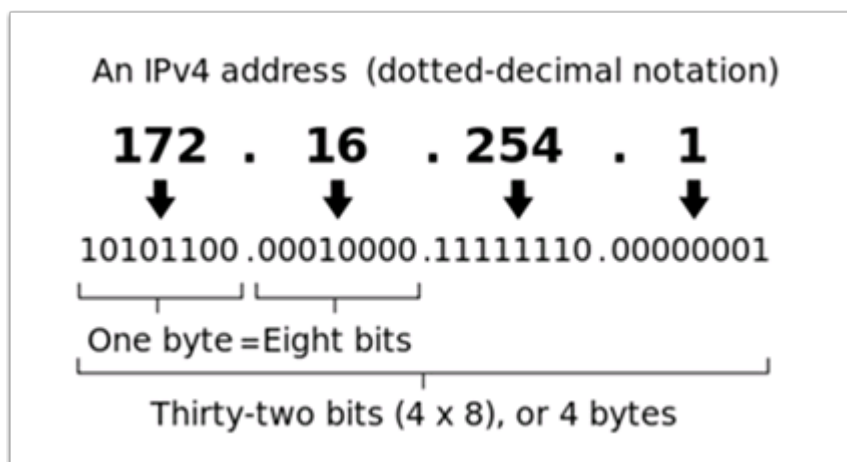 An IPv4 address (dotted-decimal notation)
172 . 16 . 254 . 1
10101100 .00010000 .11111110 .00000001
One byte =Eight bits
Thirty-two bits (4 x 8), or 4 bytes